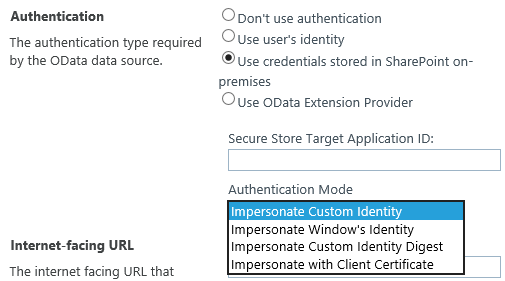 Authentication
The authentication type required
by the OData data source.
Don't use authentication
Use user's identity
Use credentials stored in SharePoint on-
premises
Use OData Extension Provider
Secure Store Target Application ID:
Authentication Mode
Impersonate Custom Identity
Impersonate Window's Identity
Impersonate Custom Identity Digest
Impersonate with Client Certificate
Internet-facing URL
The internet facing URL that